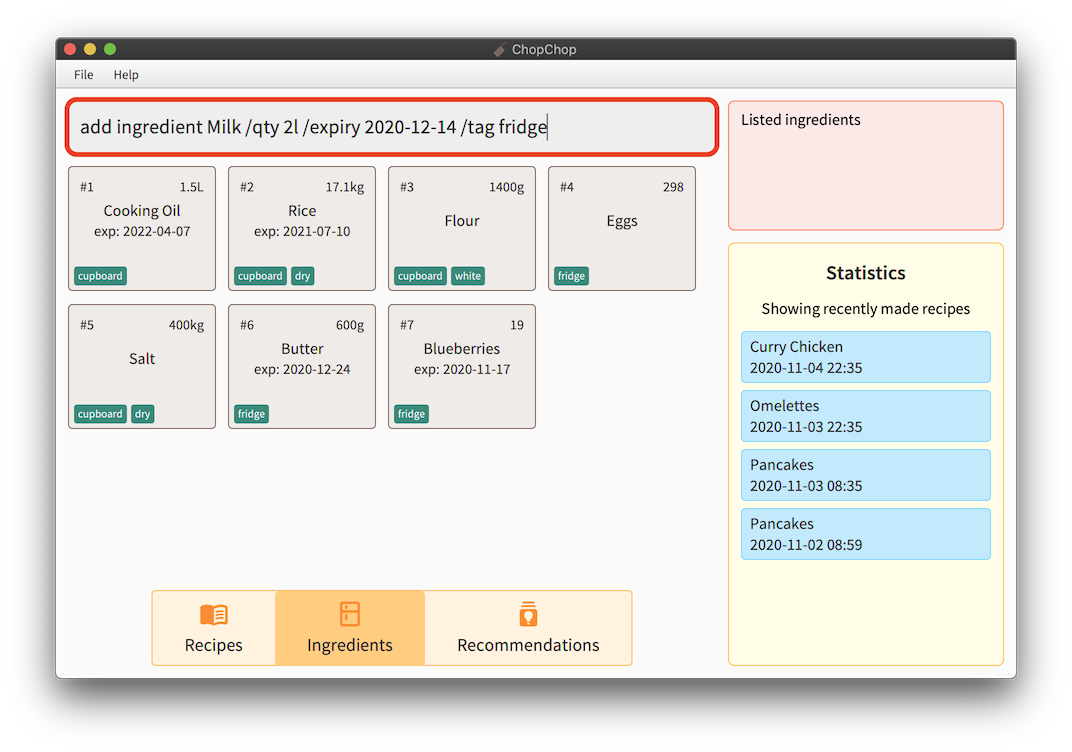 ChopChop
File Help
add ingredient Milk /qty 2l /expiry 2020-12-14 /tag fridge
#1 1.5L
Cooking Oil
exp: 2022-04-07
cupboard
#2 17.1kg
Rice
exp: 2021-07-10
cupboard dry
#3 1400g
Flour
cupboard white
#4 298
Eggs
fridge
#5 400kg
Salt
cupboard dry
#6 600g
Butter
exp: 2020-12-24
fridge
#7 19
Blueberries
exp: 2020-11-17
fridge
Recipes
Ingredients
Recommendations
Listed ingredients
Statistics
Showing recently made recipes
Curry Chicken
2020-11-04 22:35
Omelettes
2020-11-03 22:35
Pancakes
2020-11-03 08:35
Pancakes
2020-11-02 08:59